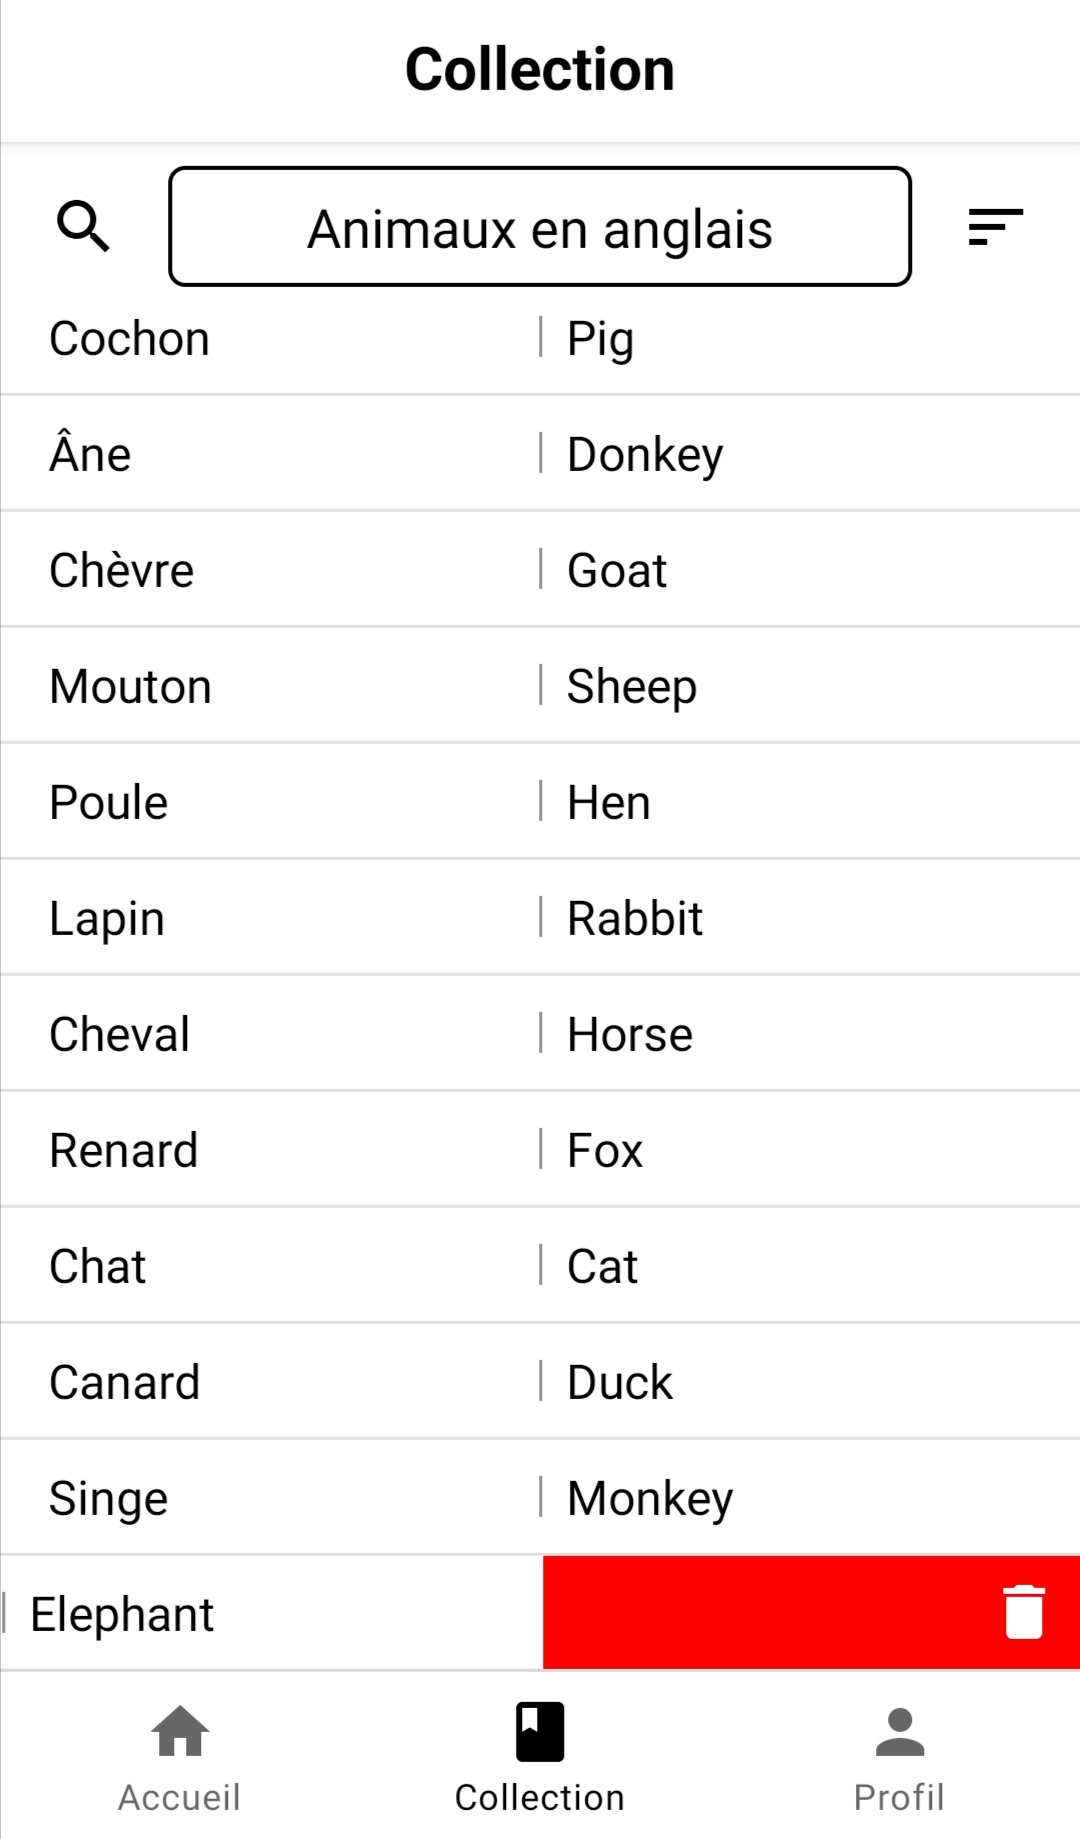 Collection
Animaux en anglais
Cochon | Pig
Âne | Donkey
Chèvre | Goat
Mouton | Sheep
Poule | Hen
Lapin | Rabbit
Cheval | Horse
Renard | Fox
Chat | Cat
Canard | Duck
Singe | Monkey
| Elephant
Accueil Collection Profil